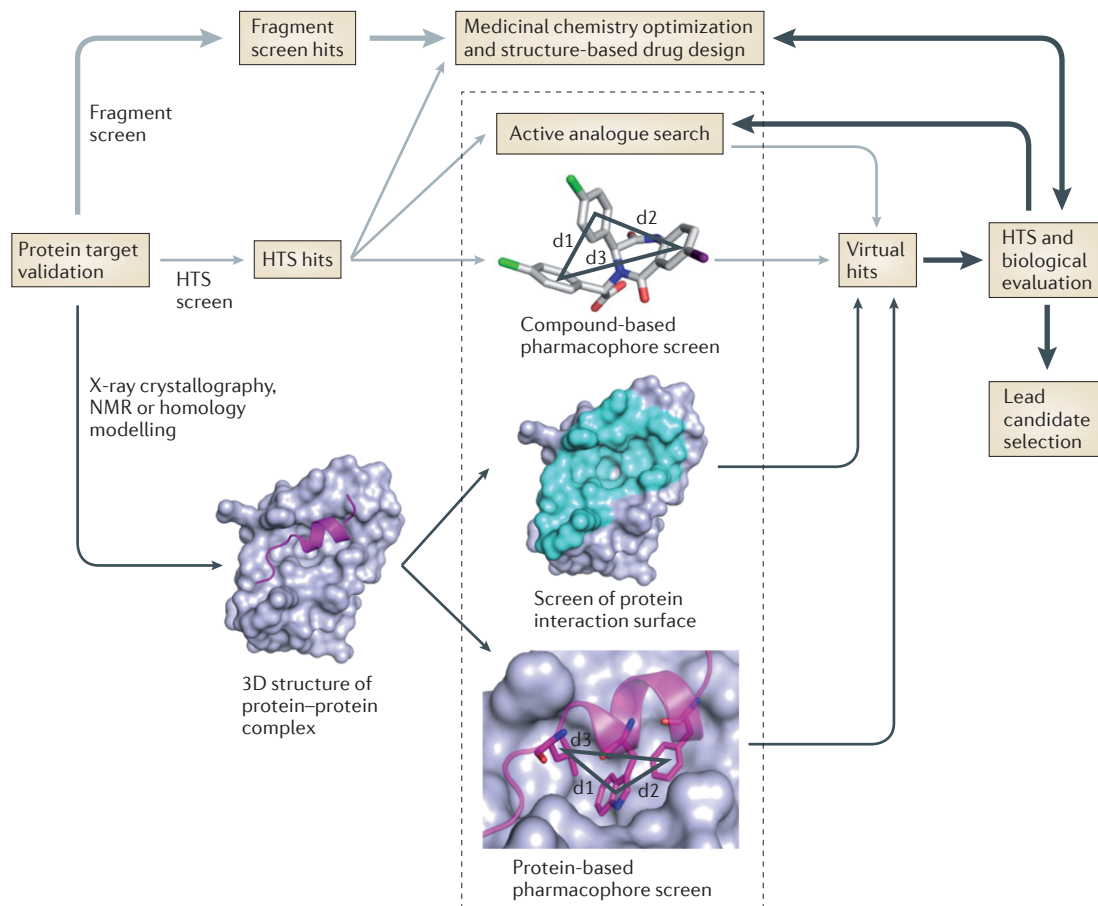 Fragment
screen hits
Medicinal chemistry optimization
and structure-based drug design
Fragment
screen
Active analogue search
d1
d2
d3
Protein target
validation
HTS
screen
HTS hits
Virtual
hits
HTS and
biological
evaluation
Compound-based
pharmacophore screen
X-ray crystallography,
NMR or homology
modelling
Lead
candidate
selection
Screen of protein
interaction surface
3D structure of
protein–protein
complex
d3
d1
d2
Protein-based
pharmacophore screen